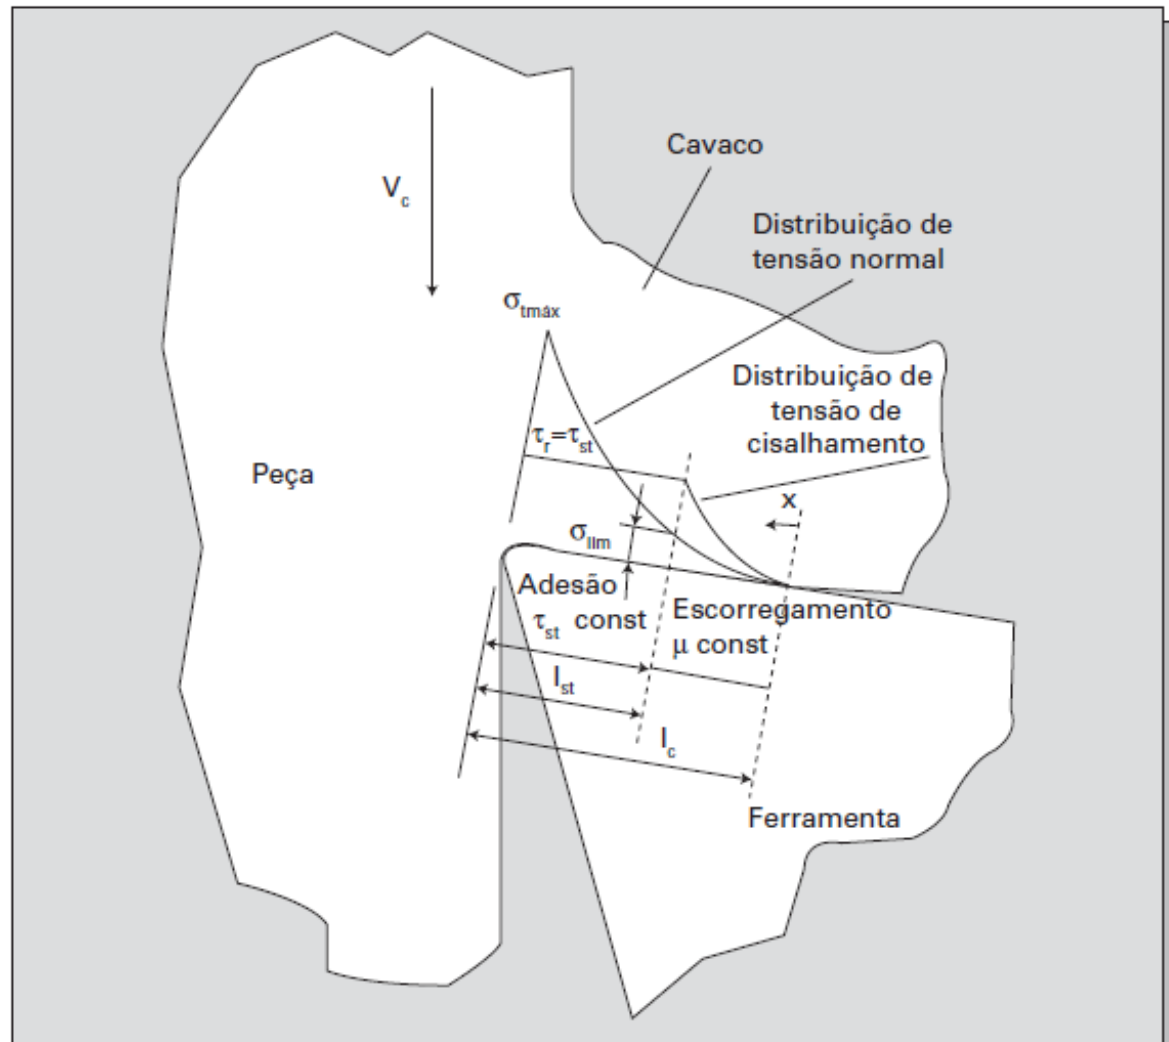 Cavaco
V_c
Distribuição de
tensão normal
σ_tmáx
Distribuição de
tensão de
cisalhamento
τ_r=τ_st
Peça
x
σ_lim
Adesão
τ_st const
Escorregamento
μ const
l_st
l_c
Ferramenta